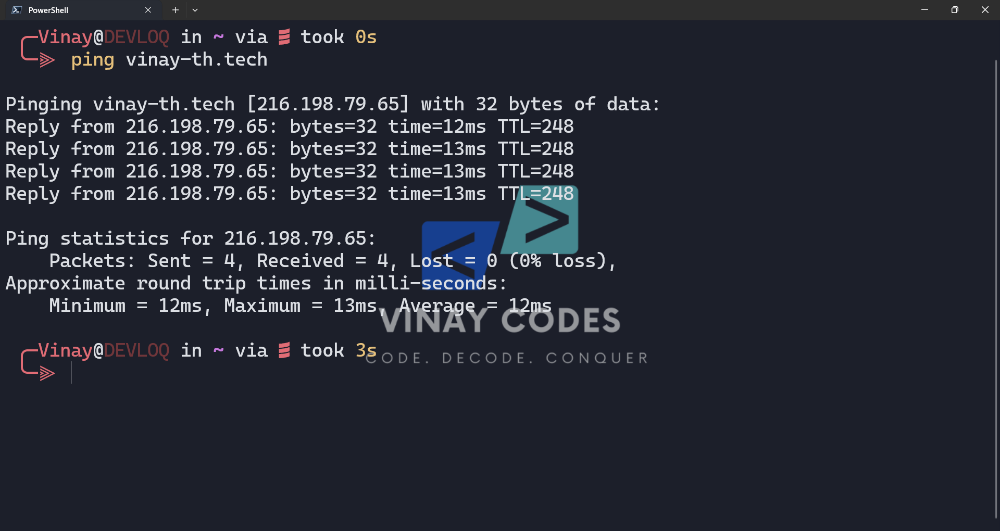 PowerShell
Vinay@DEVLOQ in ~ via took 0s
ping vinay-th.tech
Pinging vinay-th.tech [216.198.79.65] with 32 bytes of data:
Reply from 216.198.79.65: bytes=32 time=12ms TTL=248
Reply from 216.198.79.65: bytes=32 time=13ms TTL=248
Reply from 216.198.79.65: bytes=32 time=13ms TTL=248
Reply from 216.198.79.65: bytes=32 time=13ms TTL=248
Ping statistics for 216.198.79.65:
Packets: Sent = 4, Received = 4, Lost = 0 (0% loss),
Approximate round trip times in milli-seconds:
Minimum = 12ms, Maximum = 13ms, Average = 12ms
VINAY CODES
Vinay@DEVLOQ in ~ via took 3s
CODE. DECODE. CONQUER